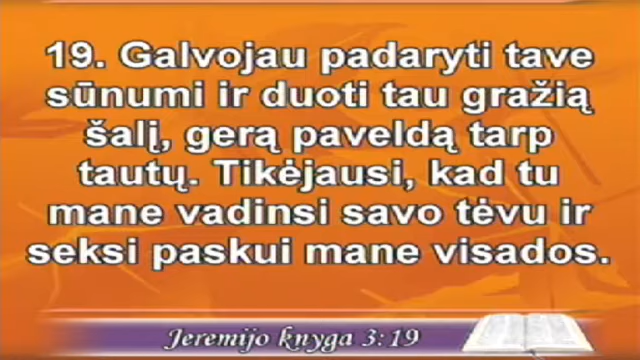 19. Galvojau padaryti tave
sūnumi ir duoti tau gražią
šalį, gerą paveldą tarp
tautų. Tikėjausi, kad tu
mane vadinsi savo tėvu ir
seksi paskui mane visados.
Jeremijo knyga 3:19